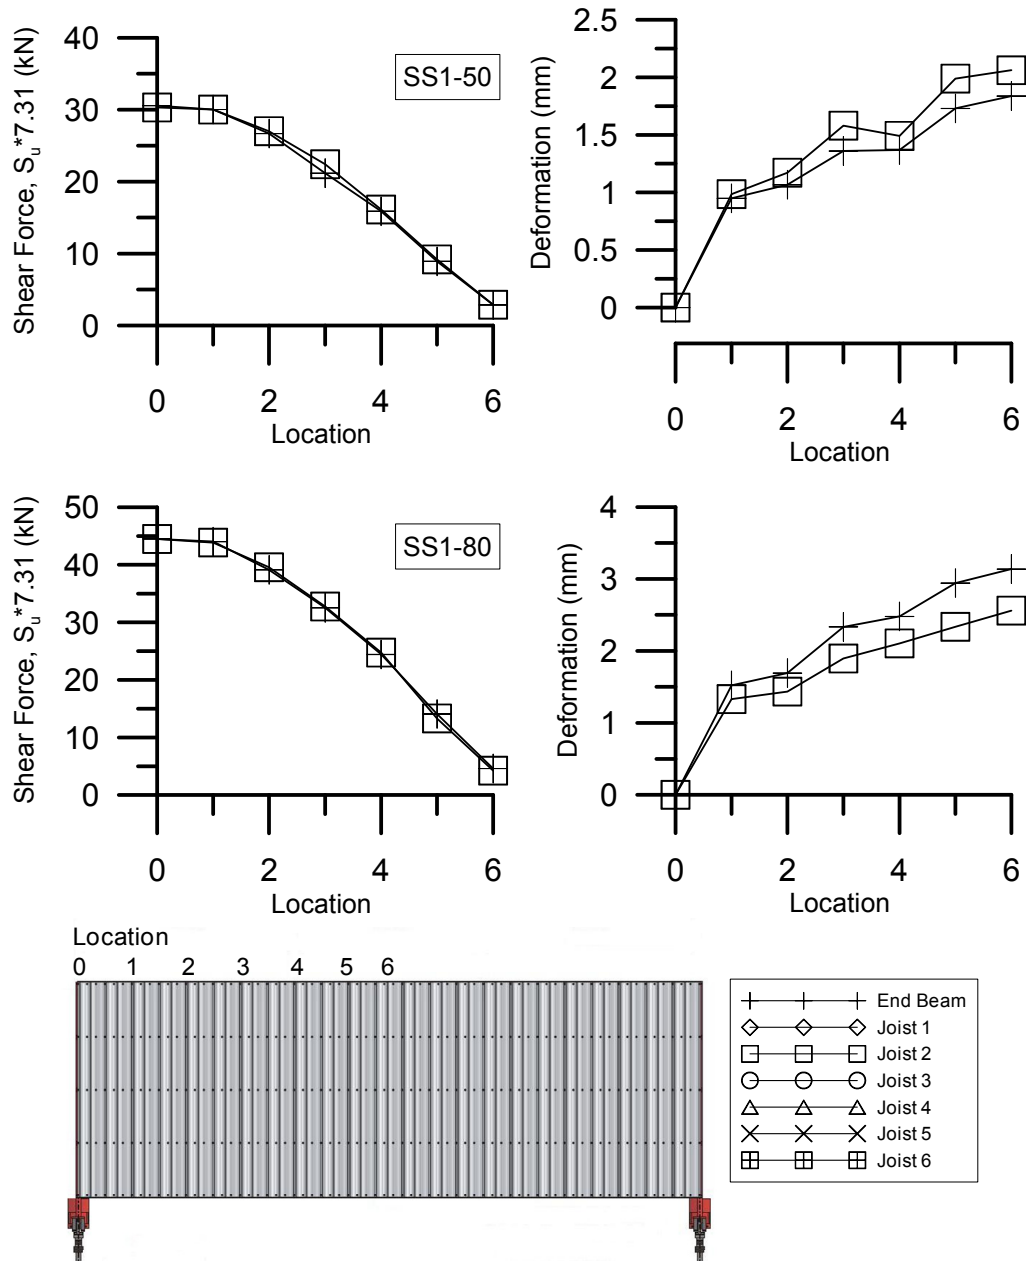 Shear Force, Su*7.31 (kN)
40
30
20
10
0
0 2 4 6
Location
SS1-50
Deformation (mm)
2.5
2
1.5
1
0.5
0
0 2 4 6
Location
Shear Force, Su*7.31 (kN)
50
40
30
20
10
0
0 2 4 6
Location
SS1-80
Deformation (mm)
4
3
2
1
0
0 2 4 6
Location
Location
0 1 2 3 4 5 6
End Beam
Joist 1
Joist 2
Joist 3
Joist 4
Joist 5
Joist 6